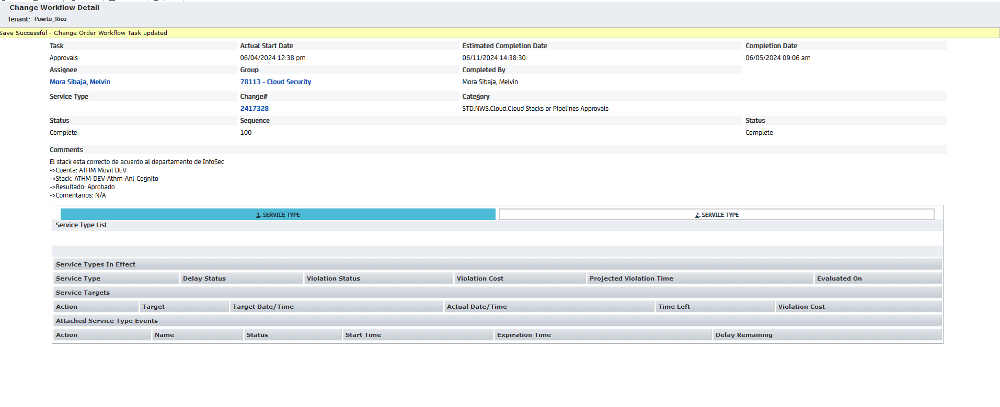 Change Workflow Detail
Tenant: Puerto_Rico
Save Successful - Change Order Workflow Task updated
Task Actual Start Date Estimated Completion Date Completion Date
Approvals 06/04/2024 12:38 pm 06/11/2024 14:38:30 06/05/2024 09:06 am
Assignee Group Completed By
Mora Sibaja, Melvin 78113 - Cloud Security Mora Sibaja, Melvin
Service Type Change# Category
2417328 STD.NWS.Cloud.Cloud Stacks or Pipelines Approvals
Status Sequence Status
Complete 100 Complete
Comments
El stack esta correcto de acuerdo al departamento de InfoSec
->Cuenta: ATHM Movil DEV
->Stack: ATHM-DEV-Athm-Anl-Cognito
->Resultado: Aprobado
->Comentarios: N/A
1. SERVICE TYPE 2. SERVICE TYPE
Service Type List
Service Types In Effect
Service Type Delay Status Violation Status Violation Cost Projected Violation Time Evaluated On
Service Targets
Action Target Target Date/Time Actual Date/Time Time Left Violation Cost
Attached Service Type Events
Action Name Status Start Time Expiration Time Delay Remaining